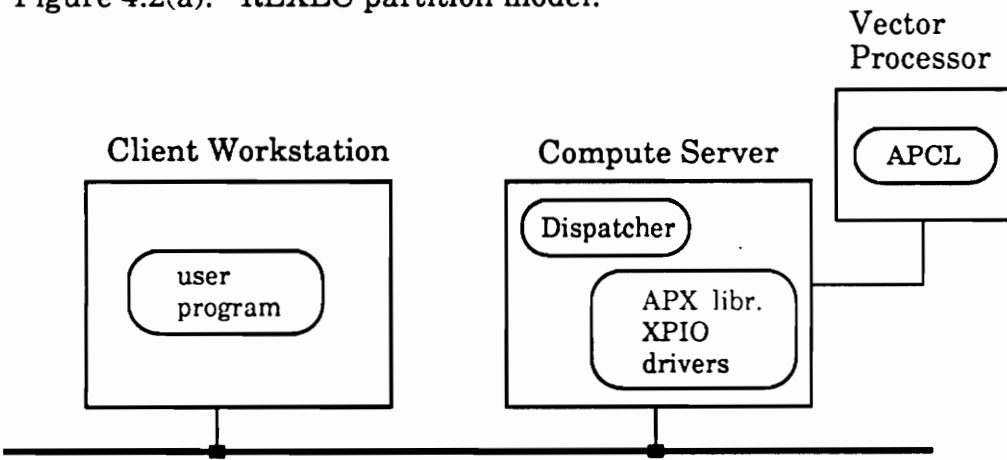 Figure 4.2(a). REXEC partition model.
Vector
Processor
APCL
Client Workstation
user
program
Compute Server
Dispatcher
APX libr.
XPIO
drivers